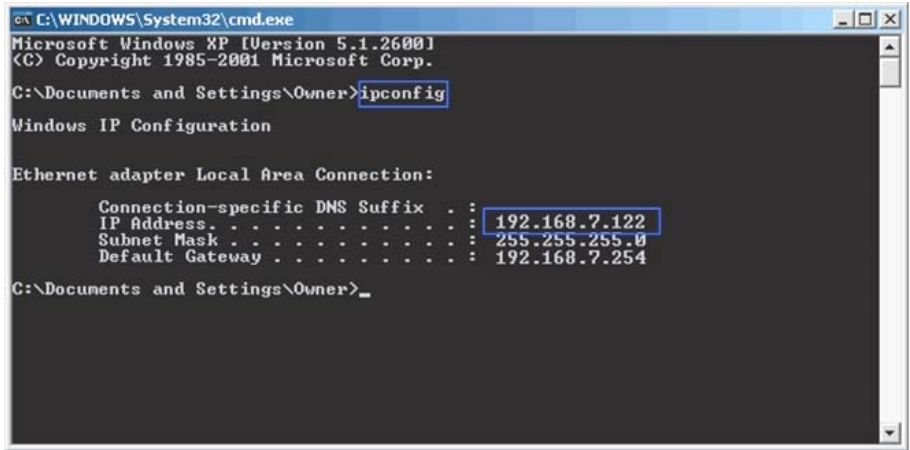 C:\WINDOWS\System32\cmd.exe
Microsoft Windows XP [Version 5.1.2600]
(C) Copyright 1985-2001 Microsoft Corp.
C:\Documents and Settings\Owner>ipconfig
Windows IP Configuration
Ethernet adapter Local Area Connection:
Connection-specific DNS Suffix . :
IP Address. . . . . . . . . . . . : 192.168.7.122
Subnet Mask . . . . . . . . . . . : 255.255.255.0
Default Gateway . . . . . . . . . : 192.168.7.254
C:\Documents and Settings\Owner>_